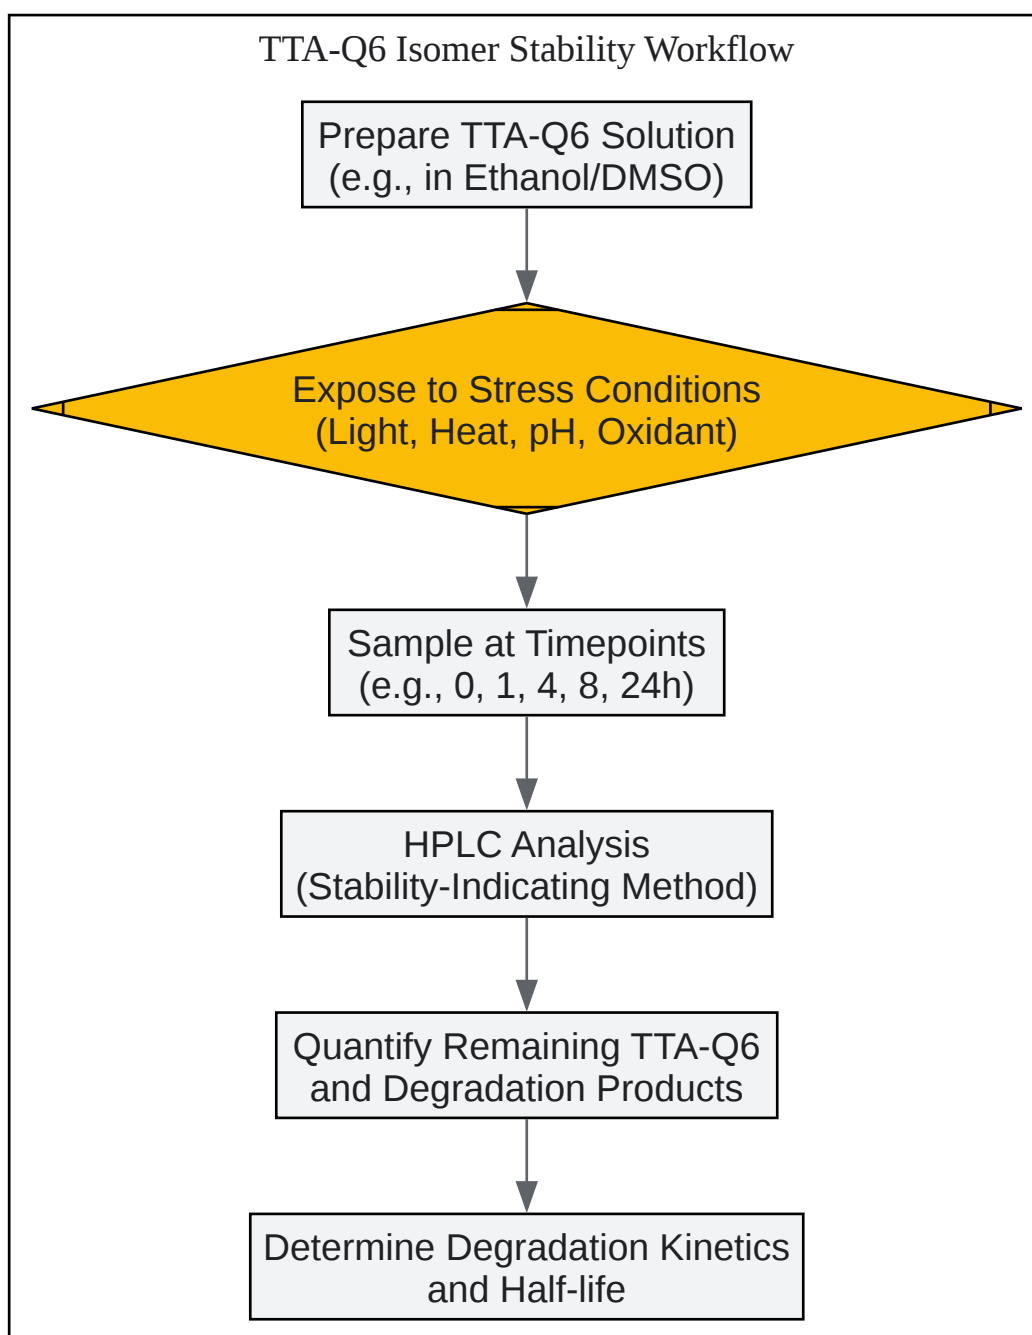 TTA-Q6 Isomer Stability Workflow
Prepare TTA-Q6 Solution
(e.g., in Ethanol/DMSO)
Expose to Stress Conditions
(Light, Heat, pH, Oxidant)
Sample at Timepoints
(e.g., 0, 1, 4, 8, 24h)
HPLC Analysis
(Stability-Indicating Method)
Quantify Remaining TTA-Q6
and Degradation Products
Determine Degradation Kinetics
and Half-life